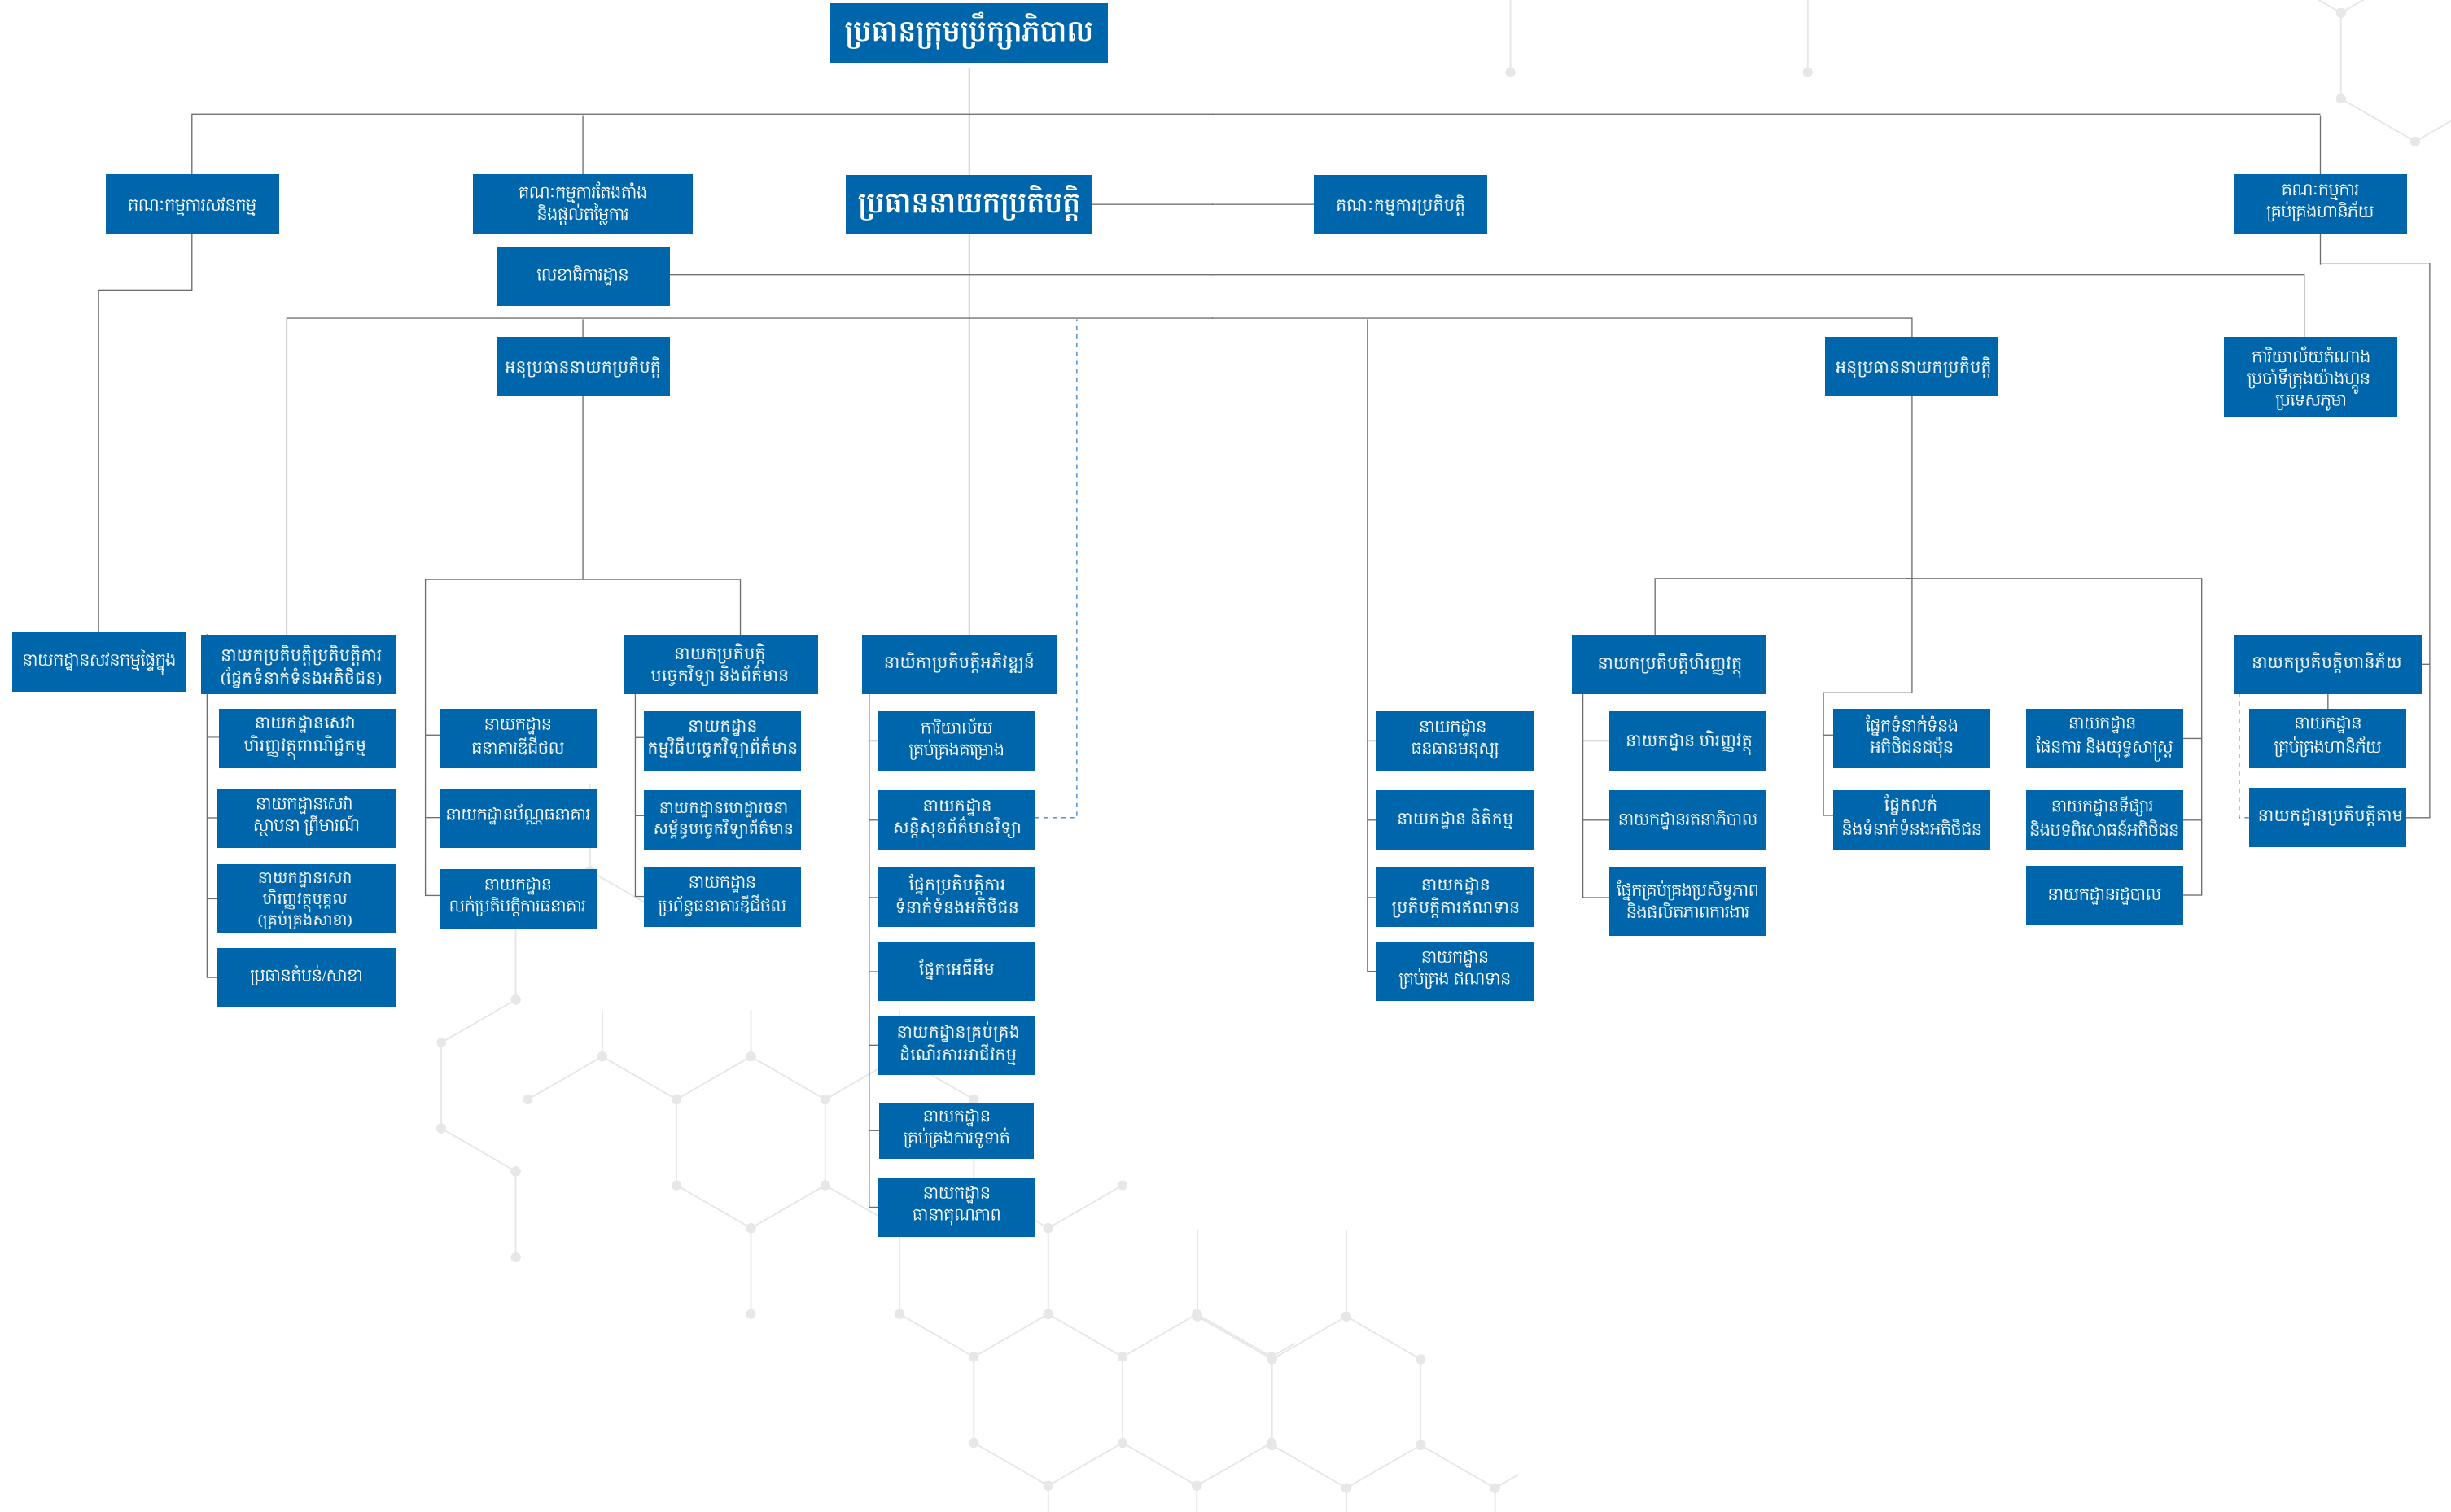 ប្រធានក្រុមប្រឹក្សាភិបាល
គណៈកម្មការសវនកម្ម
គណៈកម្មការតែងតាំង
និងផ្តល់តម្លៃការ
ប្រធាននាយកប្រតិបត្តិ
គណៈកម្មការប្រតិបត្តិ
គណៈកម្មការ
គ្រប់គ្រងហានិភ័យ
លេខាធិការដ្ឋាន
អនុប្រធាននាយកប្រតិបត្តិ
អនុប្រធាននាយកប្រតិបត្តិ
ការិយាល័យតំណាង
ប្រចាំទីក្រុងយ៉ាងហ្គូន
ប្រទេសភូមា
នាយកដ្ឋានសវនកម្មផ្ទៃក្នុង
នាយកប្រតិបត្តិប្រតិបត្តិការ
(ផ្នែកទំនាក់ទំនងអតិថិជន)
នាយកដ្ឋានសេវា
ហិរញ្ញវត្ថុពាណិជ្ជកម្ម
នាយកដ្ឋានសេវា
ស្ថាបនា ព្រីមារណ៍
នាយកដ្ឋានសេវា
ហិរញ្ញវត្ថុបុគ្គល
(គ្រប់គ្រងសាខា)
ប្រធានតំបន់/សាខា
នាយកដ្ឋាន
ធនាគារឌីជីថល
នាយកដ្ឋានប័ណ្ណធនាគារ
នាយកដ្ឋាន
លក់ប្រតិបត្តិការធនាគារ
នាយកប្រតិបត្តិ
បច្ចេកវិទ្យា និងព័ត៌មាន
នាយកដ្ឋាន
កម្មវិធីបច្ចេកវិទ្យាព័ត៌មាន
នាយកដ្ឋានហេដ្ឋារចនា
សម្ព័ន្ធបច្ចេកវិទ្យាព័ត៌មាន
នាយកដ្ឋាន
ប្រព័ន្ធធនាគារឌីជីថល
នាយិកាប្រតិបត្តិអភិវឌ្ឍន៍
ការិយាល័យ
គ្រប់គ្រងគម្រោង
នាយកដ្ឋាន
សន្តិសុខព័ត៌មានវិទ្យា
ផ្នែកប្រតិបត្តិការ
ទំនាក់ទំនងអតិថិជន
ផ្នែកអេធីអឹម
នាយកដ្ឋានគ្រប់គ្រង
ដំណើរការអាជីវកម្ម
នាយកដ្ឋាន
គ្រប់គ្រងការទូទាត់
នាយកដ្ឋាន
ធានាគុណភាព
នាយកដ្ឋាន
ធនធានមនុស្ស
នាយកដ្ឋាន និតិកម្ម
នាយកដ្ឋាន
ប្រតិបត្តិការឥណទាន
នាយកដ្ឋាន
គ្រប់គ្រង ឥណទាន
នាយកប្រតិបត្តិហិរញ្ញវត្ថុ
នាយកដ្ឋាន ហិរញ្ញវត្ថុ
នាយកដ្ឋានរតនាភិបាល
ផ្នែកគ្រប់គ្រងប្រសិទ្ធភាព
និងផលិតភាពការងារ
ផ្នែកទំនាក់ទំនង
អតិថិជនជប៉ុន
ផ្នែកលក់
និងទំនាក់ទំនងអតិថិជន
នាយកដ្ឋាន
ផែនការ និងយុទ្ធសាស្ត្រ
នាយកដ្ឋានទីផ្សារ
និងបទពិសោធន៍អតិថិជន
នាយកដ្ឋានរដ្ឋបាល
នាយកប្រតិបត្តិហានិភ័យ
នាយកដ្ឋាន
គ្រប់គ្រងហានិភ័យ
នាយកដ្ឋានប្រតិបត្តិតាម